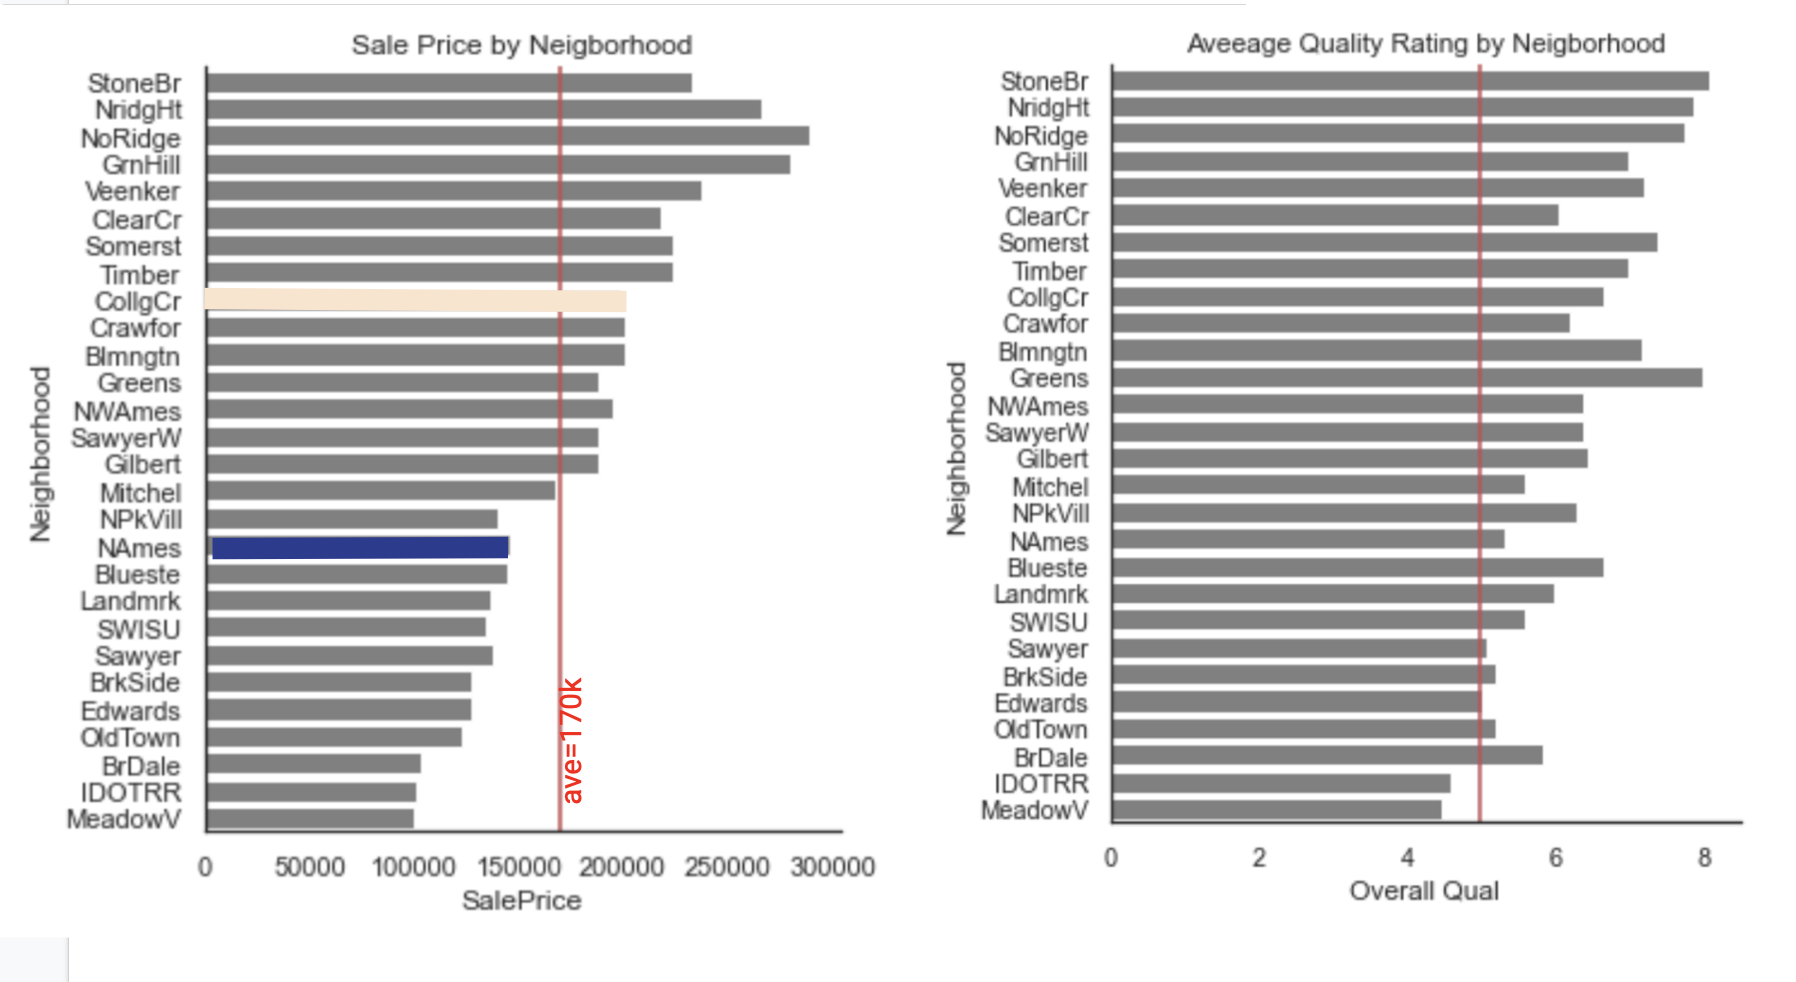 Sale Price by Neigborhood
StoneBr
NridgHt
NoRidge
GrnHill
Veenker
ClearCr
Somerst
Timber
CollgCr
Crawfor
Blmngtn
Greens
NWAmes
SawyerW
Gilbert
Mitchel
NPkVill
NAmes
Blueste
Landmrk
SWISU
Sawyer
BrkSide
Edwards
OldTown
BrDale
IDOTRR
MeadowV
Neighborhood
ave=170k
0 50000 100000 150000 200000 250000 300000
SalePrice
Aveeage Quality Rating by Neigborhood
StoneBr
NridgHt
NoRidge
GrnHill
Veenker
ClearCr
Somerst
Timber
CollgCr
Crawfor
Blmngtn
Greens
NWAmes
SawyerW
Gilbert
Mitchel
NPkVill
NAmes
Blueste
Landmrk
SWISU
Sawyer
BrkSide
Edwards
OldTown
BrDale
IDOTRR
MeadowV
Neighborhood
0 2 4 6 8
Overall Qual